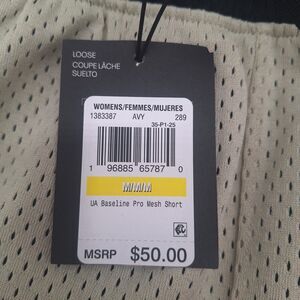 LOOSE
COUPE LÂCHE
SUELTO
WOMENS/FEMMES/MUJERES
1383387 AVY 289
35-P1-25
1 96885 65787 0
M/M/M
UA Baseline Pro Mesh Short
MSRP $50.00